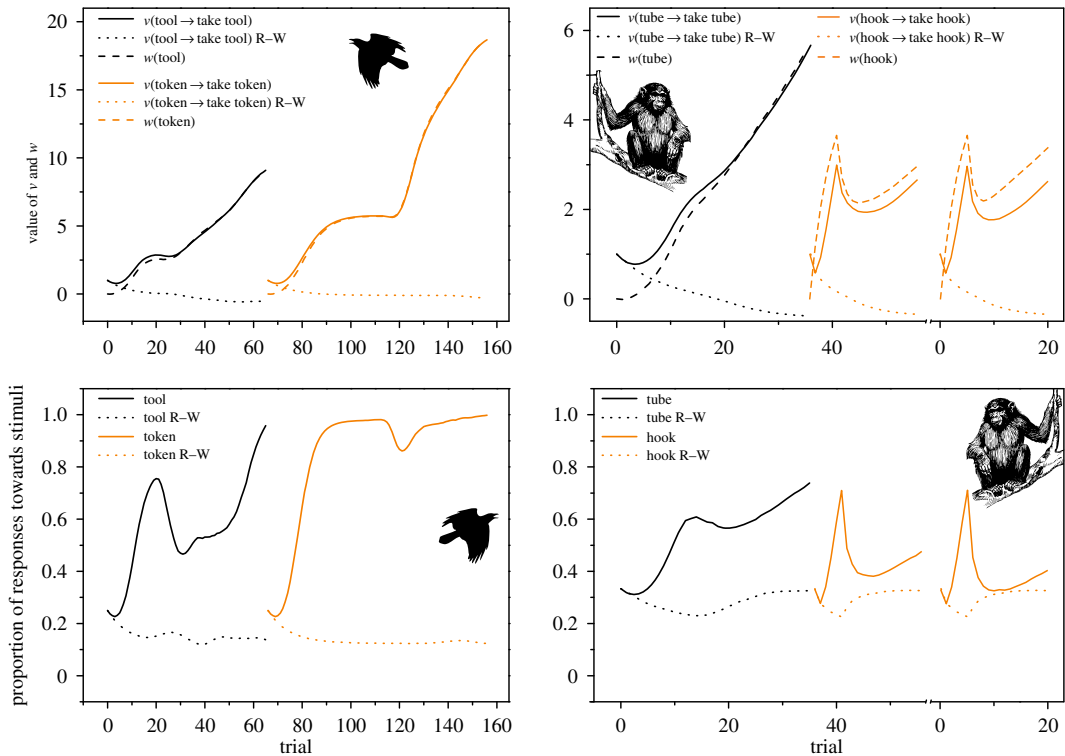 20
15
10
5
0
value of v and w
v(tool → take tool)
v(tool → take tool) R–W
w(tool)
v(token → take token)
v(token → take token) R–W
w(token)
0 20 40 60 80 100 120 140 160
6
4
2
0
v(tube → take tube)
v(tube → take tube) R–W
w(tube)
v(hook → take hook)
v(hook → take hook) R–W
w(hook)
0 20 40 0 20
proportion of responses towards stimuli
1.0
0.8
0.6
0.4
0.2
0
tool
tool R–W
token
token R–W
0 20 40 60 80 100 120 140 160
trial
1.0
0.8
0.6
0.4
0.2
0
tube
tube R–W
hook
hook R–W
0 20 40 0 20
trial